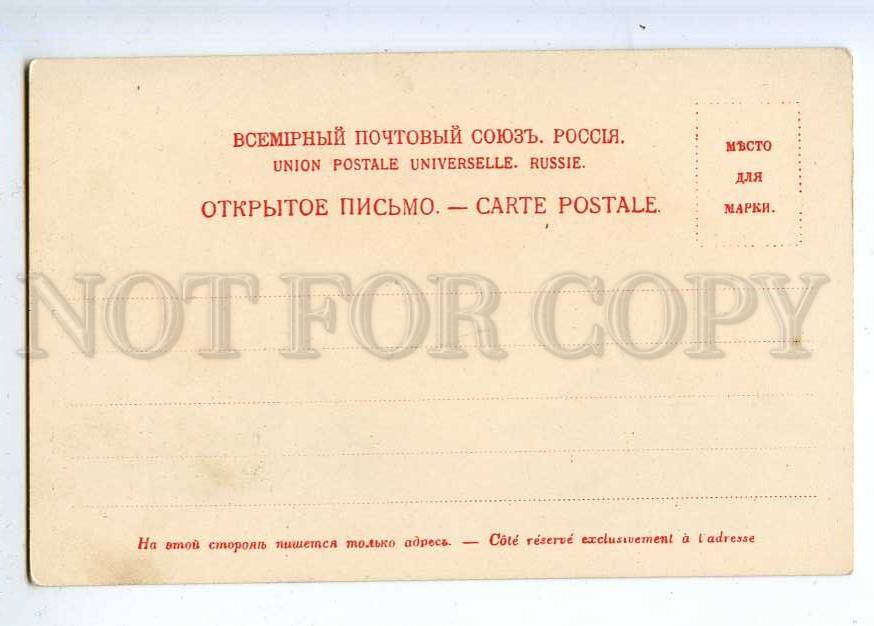 ВСЕМІРНЫЙ ПОЧТОВЫЙ СОЮЗЪ. РОССІЯ.
UNION POSTALE UNIVERSELLE. RUSSIE.
ОТКРЫТОЕ ПИСЬМО. — CARTE POSTALE.
МѢСТО
ДЛЯ
МАРКИ.
NOT FOR COPY
На этой сторонѣ пишется только адресъ. — Côté réservé exclusivement à l'adresse